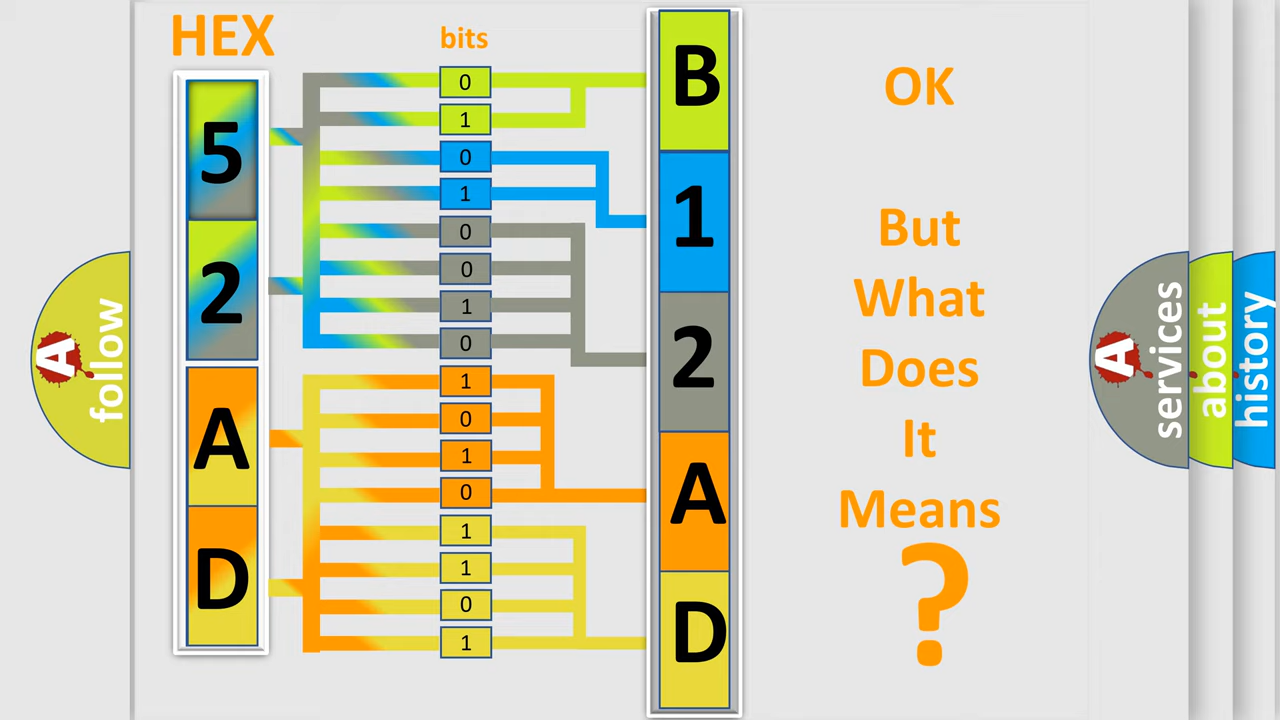 HEX
bits
5
2
A
D
0
1
0
1
0
0
1
0
1
0
1
0
1
1
0
1
B
1
2
A
D
OK
But
What
Does
It
Means
?
A
follow
A
services
about
history